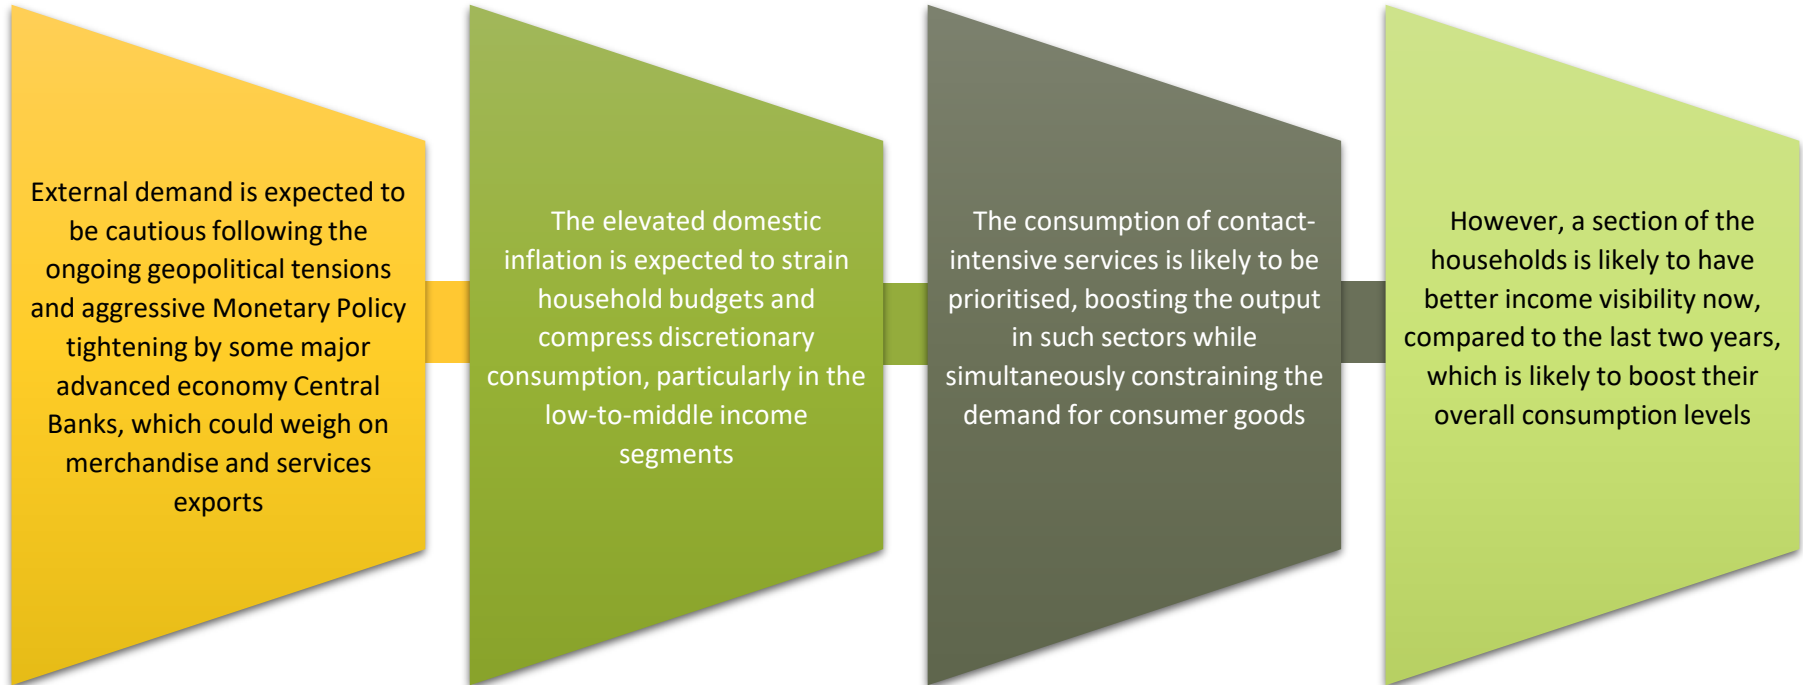 External demand is expected to
be cautious following the
ongoing geopolitical tensions
and aggressive Monetary Policy
tightening by some major
advanced economy Central
Banks, which could weigh on
merchandise and services
exports
The elevated domestic
inflation is expected to strain
household budgets and
compress discretionary
consumption, particularly in the
low-to-middle income
segments
The consumption of contact-
intensive services is likely to be
prioritised, boosting the output
in such sectors while
simultaneously constraining the
demand for consumer goods
However, a section of the
households is likely to have
better income visibility now,
compared to the last two years,
which is likely to boost their
overall consumption levels